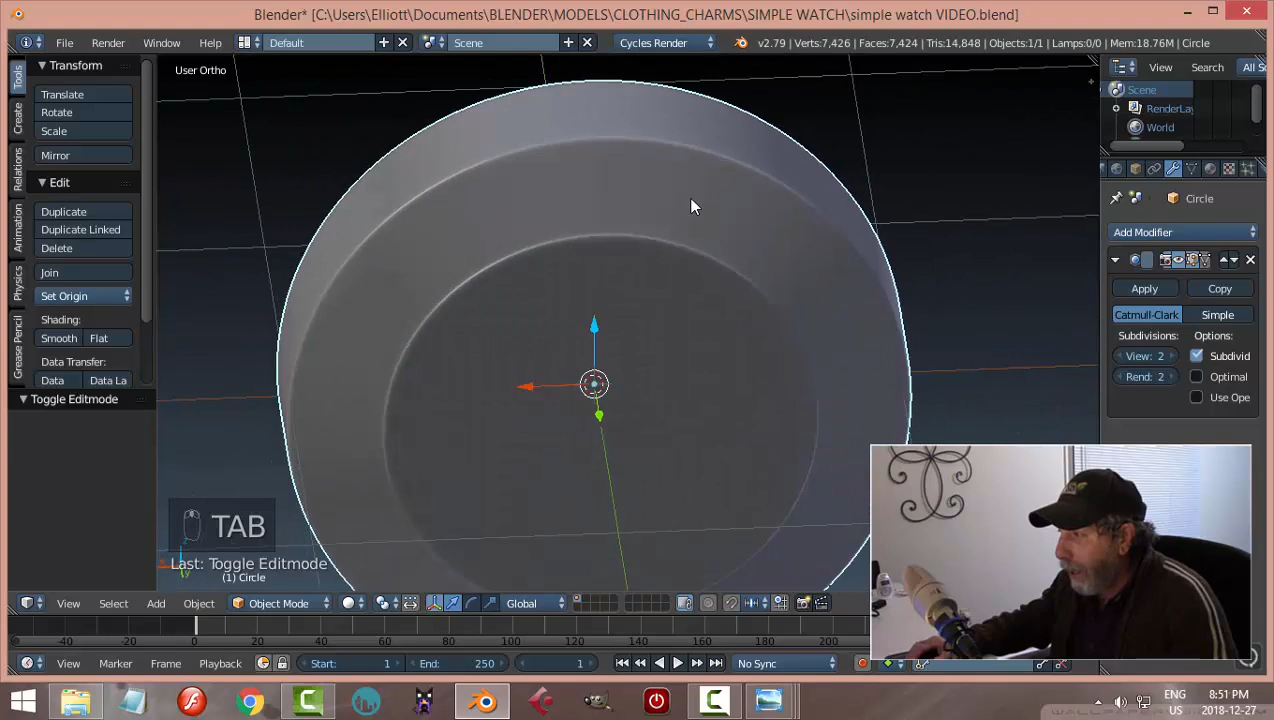 Blender* [C:\Users\Elliott\Documents\BLENDER\MODELS\CLOTHING_CHARMS\SIMPLE WATCH\simple watch VIDEO.blend]
File Render Window Help Default Scene Cycles Render v2.79 | Verts:7,426 | Faces:7,424 | Tris:14,848 | Objects:1/1 | Lamps:0/0 | Mem:18.76M | Circle
Tools
Create
Relations
Animation
Physics
Grease Pencil
Transform
Translate
Rotate
Scale
Mirror
Edit
Duplicate
Duplicate Linked
Delete
Join
Set Origin
Shading:
Smooth Flat
Data Transfer:
Data Data La
Toggle Editmode
User Ortho
TAB
Last: Toggle Editmode
(1) Circle
View Search All S
Scene
RenderLay
World
Circle
Add Modifier
Apply Copy
Catmull-Clark Simple
Subdivisions: Options:
View: 2 Subdivid
Rend: 2 Optimal
Use Ope
View Select Add Object Object Mode Global
-40 -20 0 20 40 60 80 100 120 140 160 180 200
View Marker Frame Playback Start: 1 End: 250 1 No Sync
ENG 8:51 PM
US 2018-12-27